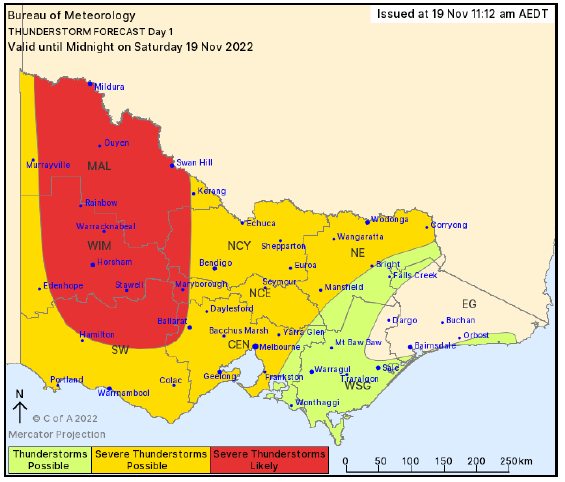 Bureau of Meteorology
Issued at 19 Nov 11:12 am AEDT
THUNDERSTORM FORECAST Day 1
Valid until Midnight on Saturday 19 Nov 2022
Mildura
Ouyen
Murrayville
MAL
Swan Hill
Kerang
Rainbow
Warracknabeal
Echuca
Wodonga
Corryong
WIM
NCY
Shepparton
Wangaratta
NE
Horsham
Bendigo
Euroa
Bright
Falls Creek
Edenhope
Stawell
Maryborough
Seymour
NCE
Mansfield
EG
Daylesford
Ballarat
Dargo
Buchan
Hamilton
Bacchus Marsh
Yarra Glen
Orbost
SW
CEN
Melbourne
Mt Baw Baw
Bairnsdale
Portland
Warrnambool
Colac
Geelong
Frankston
Warragul
Traralgon
Sale
WSG
Wonthaggi
N
© C of A 2022
Mercator Projection
Thunderstorms Possible
Severe Thunderstorms Possible
Severe Thunderstorms Likely
0 50 100 150 200 250km